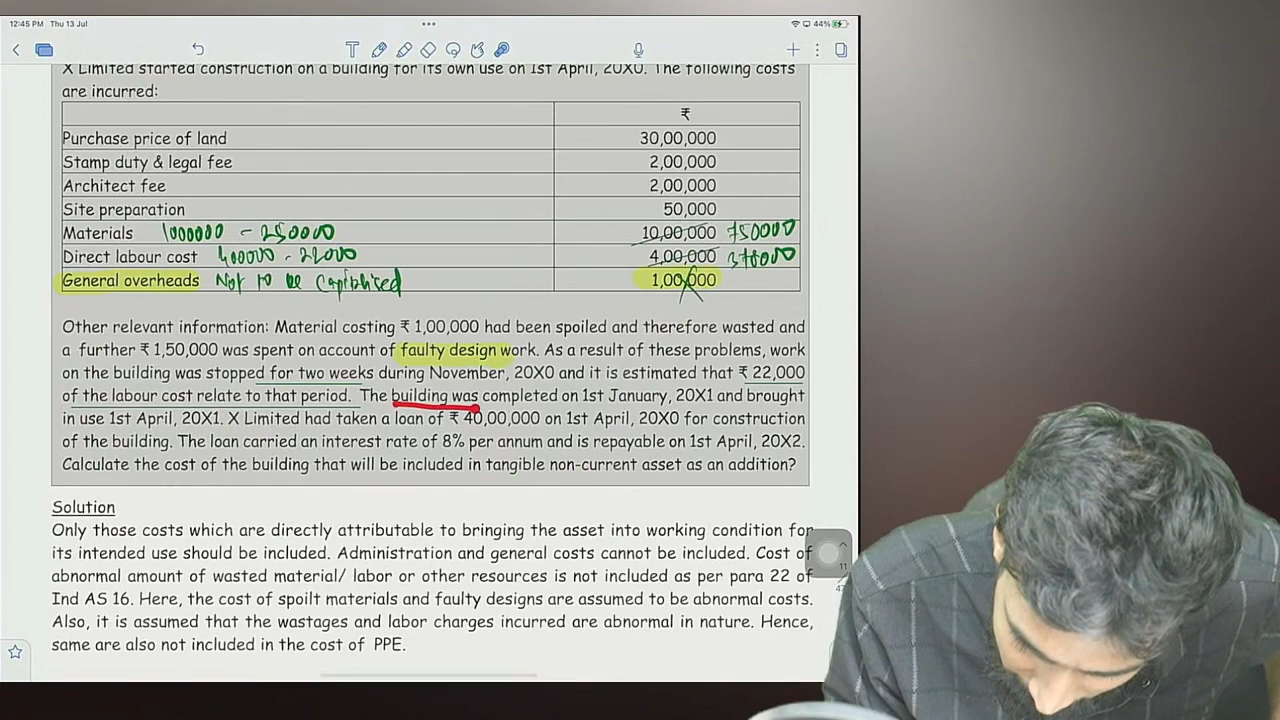 12:45 PM Thu 13 Jul
44%
X Limited started construction on a building for its own use on 1st April, 20X0. The following costs
are incurred:
₹
Purchase price of land 30,00,000
Stamp duty & legal fee 2,00,000
Architect fee 2,00,000
Site preparation 50,000
Materials 1000000 - 250000 10,00,000 750000
Direct labour cost 400000 - 22000 4,00,000 378000
General overheads Not to be Capitalised 1,00,000
Other relevant information: Material costing ₹ 1,00,000 had been spoiled and therefore wasted and
a further ₹ 1,50,000 was spent on account of faulty design work. As a result of these problems, work
on the building was stopped for two weeks during November, 20X0 and it is estimated that ₹ 22,000
of the labour cost relate to that period. The building was completed on 1st January, 20X1 and brought
in use 1st April, 20X1. X Limited had taken a loan of ₹ 40,00,000 on 1st April, 20X0 for construction
of the building. The loan carried an interest rate of 8% per annum and is repayable on 1st April, 20X2.
Calculate the cost of the building that will be included in tangible non-current asset as an addition?
Solution
Only those costs which are directly attributable to bringing the asset into working condition for
its intended use should be included. Administration and general costs cannot be included. Cost of
abnormal amount of wasted material/ labor or other resources is not included as per para 22 of
Ind AS 16. Here, the cost of spoilt materials and faulty designs are assumed to be abnormal costs.
Also, it is assumed that the wastages and labor charges incurred are abnormal in nature. Hence,
same are also not included in the cost of PPE.
11